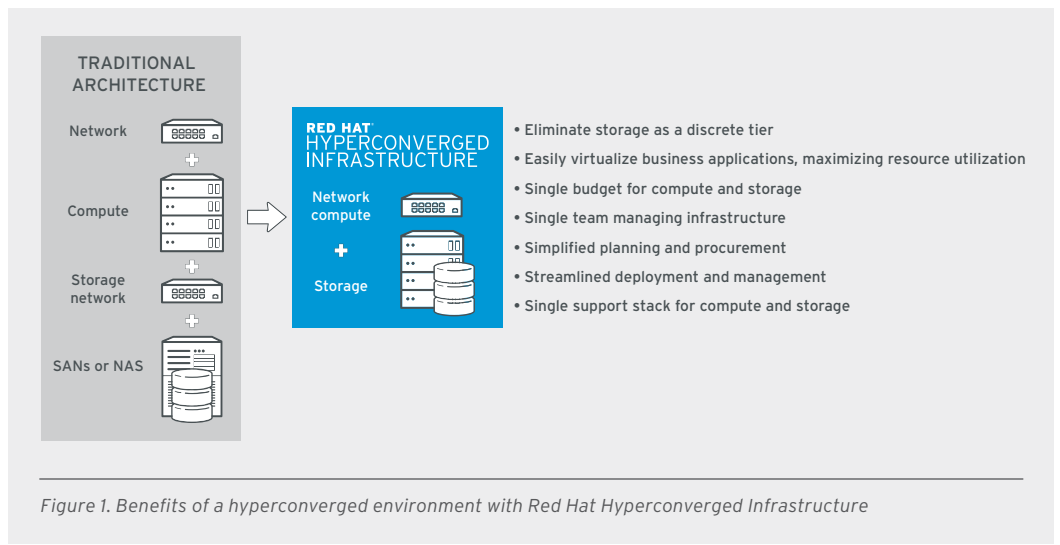 TRADITIONAL
ARCHITECTURE
Network
Compute
Storage
network
SANs or NAS
RED HAT®
HYPERCONVERGED
INFRASTRUCTURE
Network
compute
Storage
• Eliminate storage as a discrete tier
• Easily virtualize business applications, maximizing resource utilization
• Single budget for compute and storage
• Single team managing infrastructure
• Simplified planning and procurement
• Streamlined deployment and management
• Single support stack for compute and storage
Figure 1. Benefits of a hyperconverged environment with Red Hat Hyperconverged Infrastructure